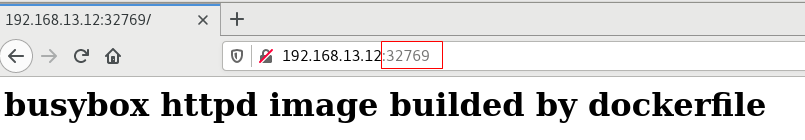 192.168.13.12:32769/
192.168.13.12:32769
busybox httpd image builded by dockerfile